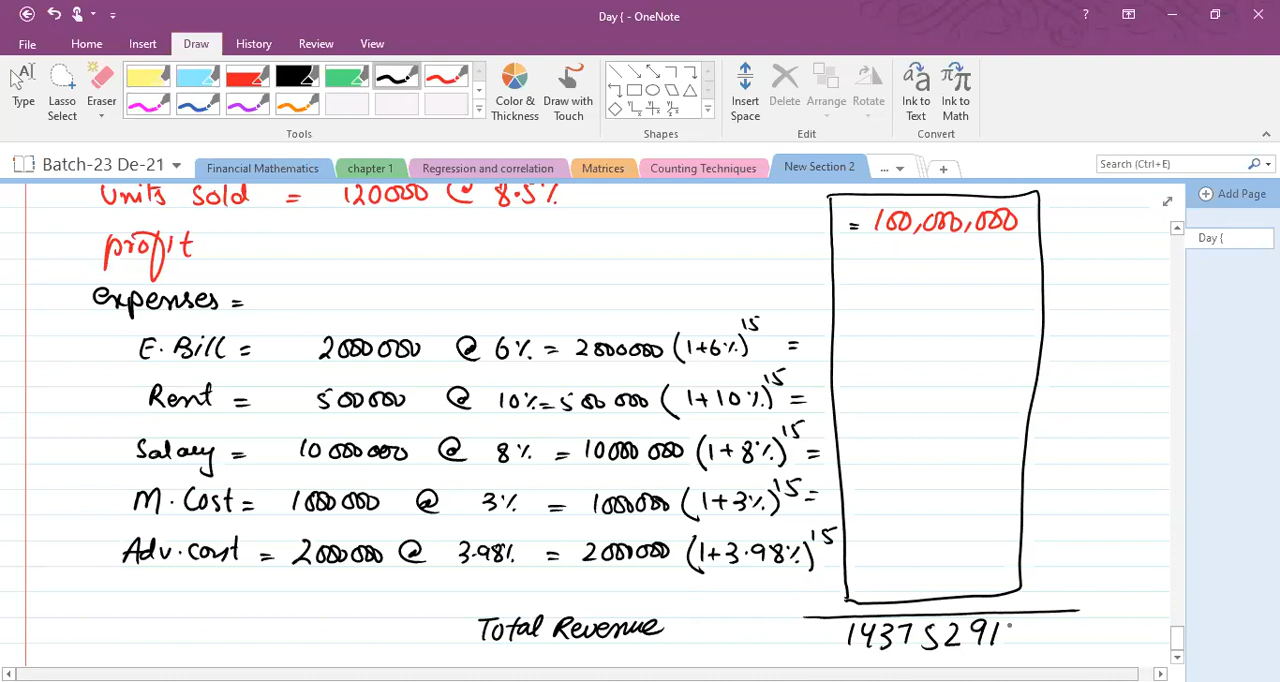 Day { - OneNote
?
File Home Insert Draw History Review View
Type
Lasso Select
Eraser
Color & Thickness
Draw with Touch
Insert Space
Delete
Arrange
Rotate
Ink to Text
Ink to Math
Tools Shapes Edit Convert
Batch-23 De-21
Financial Mathematics chapter 1 Regression and correlation Matrices Counting Techniques New Section 2 ... +
Search (Ctrl+E)
Add Page
Day {
Units sold = 120000 @ 8.5%
= 100,000,000
profit
expenses =
E. Bill = 2000000 @ 6% = 2000000 (1+6%)^15 =
Rent = 500000 @ 10% = 500000 (1+10%)^15 =
Salary = 10000000 @ 8% = 10000000 (1+8%)^15 =
M. Cost = 1000000 @ 3% = 1000000 (1+3%)^15 =
Adv. cost = 2000000 @ 3.98% = 2000000 (1+3.98%)^15
Total Revenue 14375291